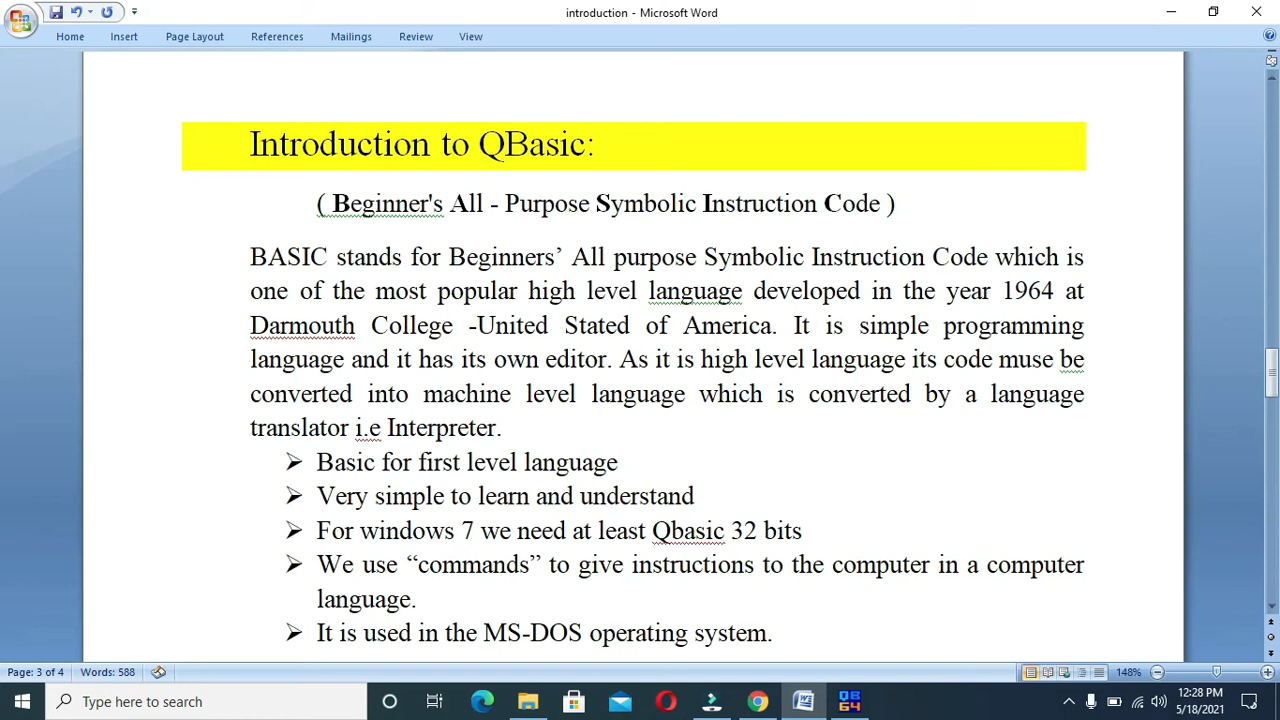 introduction - Microsoft Word
Home Insert Page Layout References Mailings Review View
Introduction to QBasic:
( Beginner's All - Purpose Symbolic Instruction Code )
BASIC stands for Beginners’ All purpose Symbolic Instruction Code which is
one of the most popular high level language developed in the year 1964 at
Darmouth College -United Stated of America. It is simple programming
language and it has its own editor. As it is high level language its code muse be
converted into machine level language which is converted by a language
translator i.e Interpreter.
➢ Basic for first level language
➢ Very simple to learn and understand
➢ For windows 7 we need at least Qbasic 32 bits
➢ We use “commands” to give instructions to the computer in a computer
language.
➢ It is used in the MS-DOS operating system.
Page: 3 of 4 Words: 588 148%
Type here to search
QB
64
12:28 PM
5/18/2021